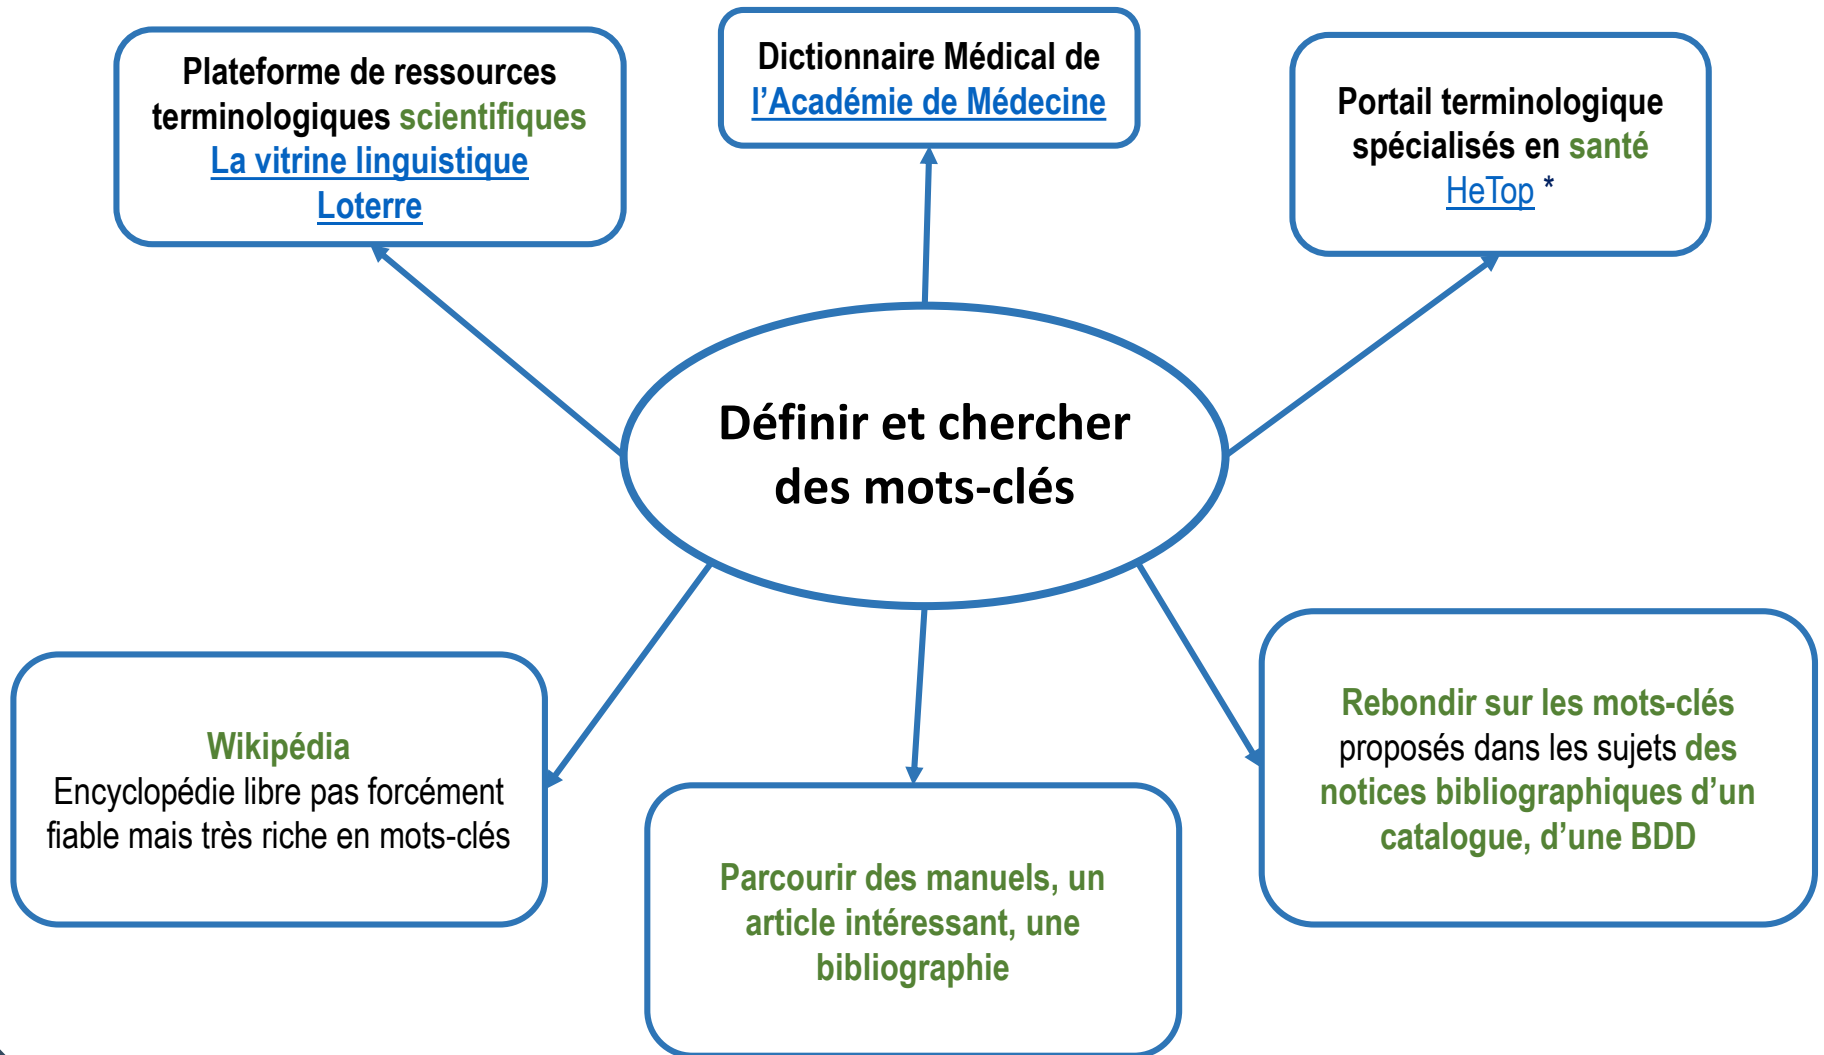 Plateforme de ressources
terminologiques scientifiques
La vitrine linguistique
Loterre
Dictionnaire Médical de
l’Académie de Médecine
Portail terminologique
spécialisés en santé
HeTop *
Définir et chercher
des mots-clés
Wikipédia
Encyclopédie libre pas forcément
fiable mais très riche en mots-clés
Parcourir des manuels, un
article intéressant, une
bibliographie
Rebondir sur les mots-clés
proposés dans les sujets des
notices bibliographiques d’un
catalogue, d’une BDD